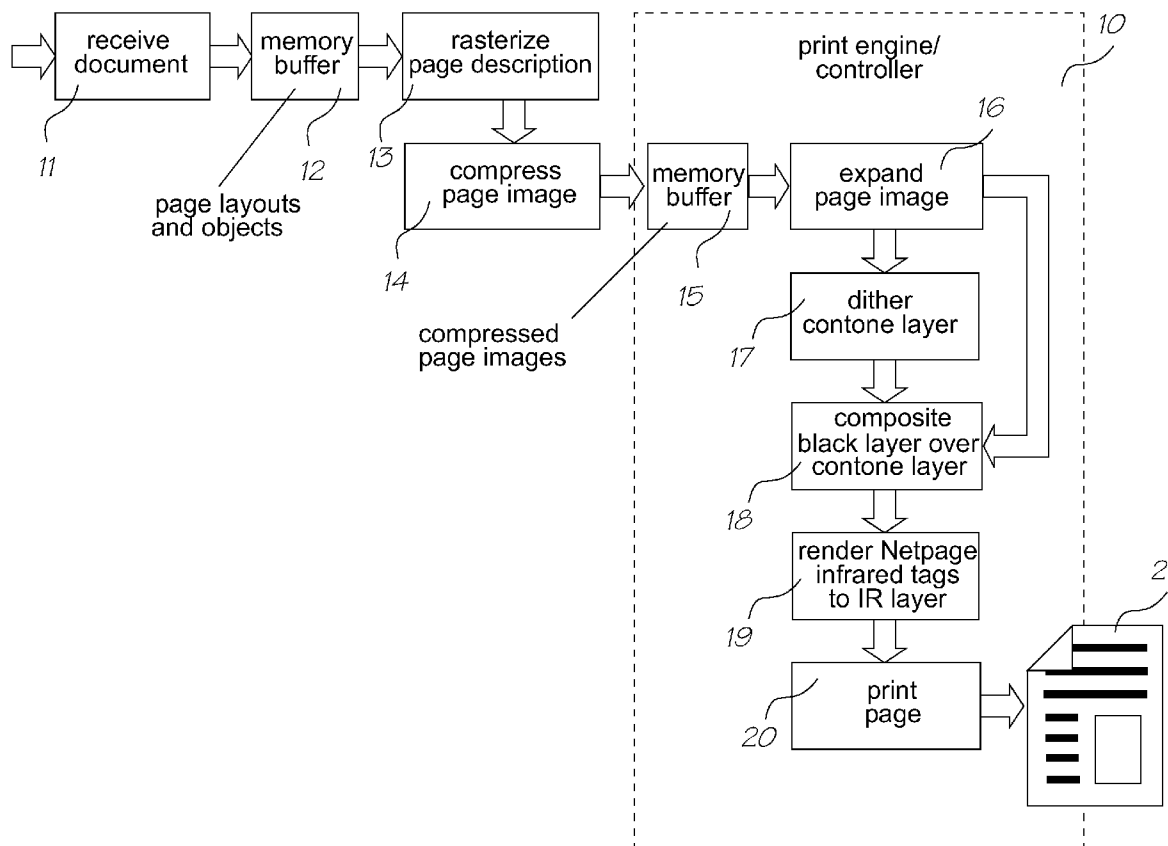 receive
document
11
memory
buffer
12
rasterize
page description
13
page layouts
and objects
compress
page image
14
print engine/
controller
10
memory
buffer
15
compressed
page images
expand
page image
16
dither
contone layer
17
composite
black layer over
contone layer
18
render Netpage
infrared tags
to IR layer
19
print
page
20
2